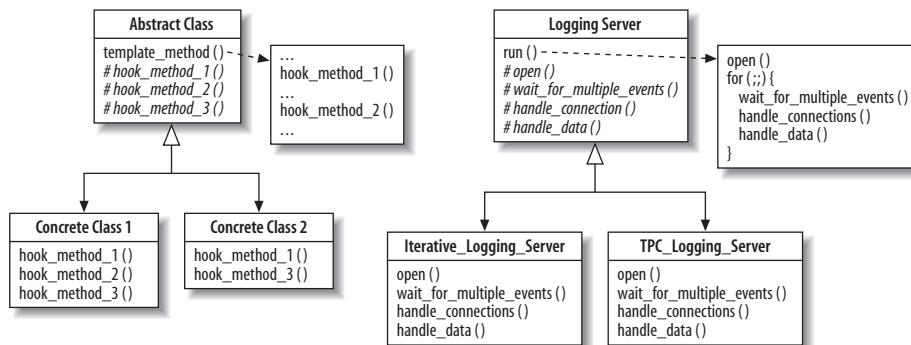 Abstract Class
template_method ()
# hook_method_1 ()
# hook_method_2 ()
# hook_method_3 ()
...
hook_method_1 ()
...
hook_method_2 ()
...
Concrete Class 1
hook_method_1 ()
hook_method_2 ()
hook_method_3 ()
Concrete Class 2
hook_method_1 ()
hook_method_3 ()
Logging Server
run ()
# open ()
# wait_for_multiple_events ()
# handle_connection ()
# handle_data ()
open ()
for (;;) {
wait_for_multiple_events ()
handle_connections ()
handle_data ()
}
Iterative_Logging_Server
open ()
wait_for_multiple_events ()
handle_connections ()
handle_data ()
TPC_Logging_Server
open ()
wait_for_multiple_events ()
handle_connections ()
handle_data ()